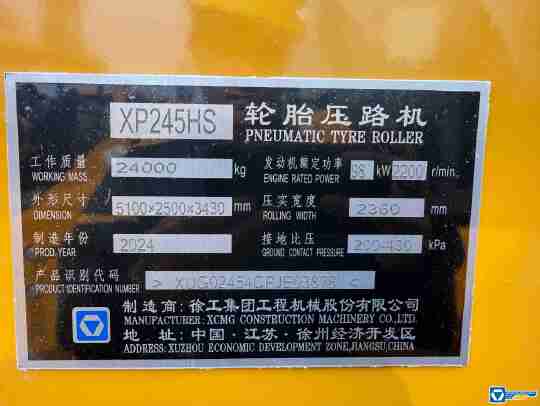 XP245HS 轮胎压路机
PNEUMATIC TYRE ROLLER
工作质量 24000 kg 发动机额定功率 98 kW 2200 r/min.
WORKING MASS ENGINE RATED POWER
外形尺寸 5100×2500×3430 mm 压实宽度 2360 mm
DIMENSION ROLLING WIDTH
制造年份 2024 接地比压 200-430 kPa
PROD. YEAR GROUND CONTACT PRESSURE
产品识别代码
PRODUCT IDENTIFICATION NUMBER
制造商: 徐工集团工程机械股份有限公司
MANUFACTURER: XCMG CONSTRUCTION MACHINERY CO., LTD.
地 址: 中国·江苏·徐州经济开发区
ADDRESS: XUZHOU ECONOMIC DEVELOPMENT ZONE, JIANGSU, CHINA